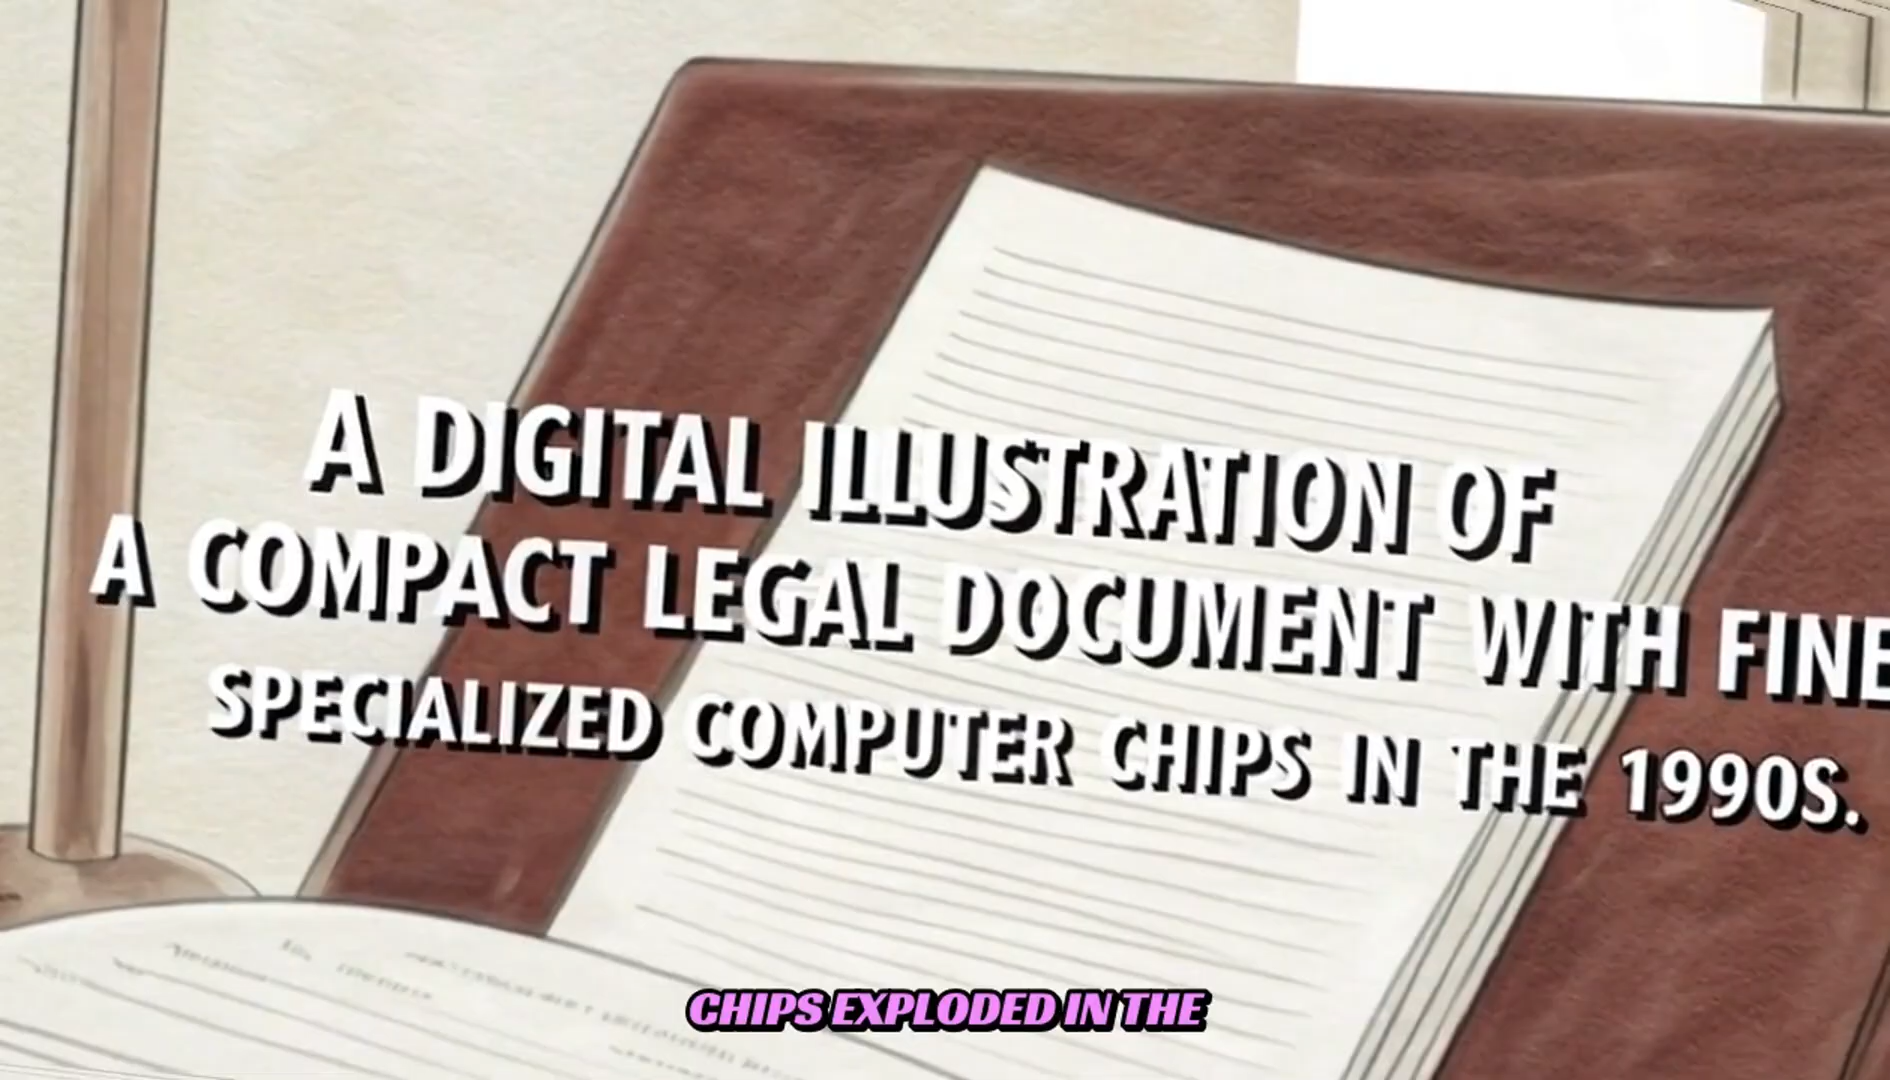 A DIGITAL ILLUSTRATION OF
A COMPACT LEGAL DOCUMENT WITH FINE
SPECIALIZED COMPUTER CHIPS IN THE 1990S.
CHIPS EXPLODED IN THE